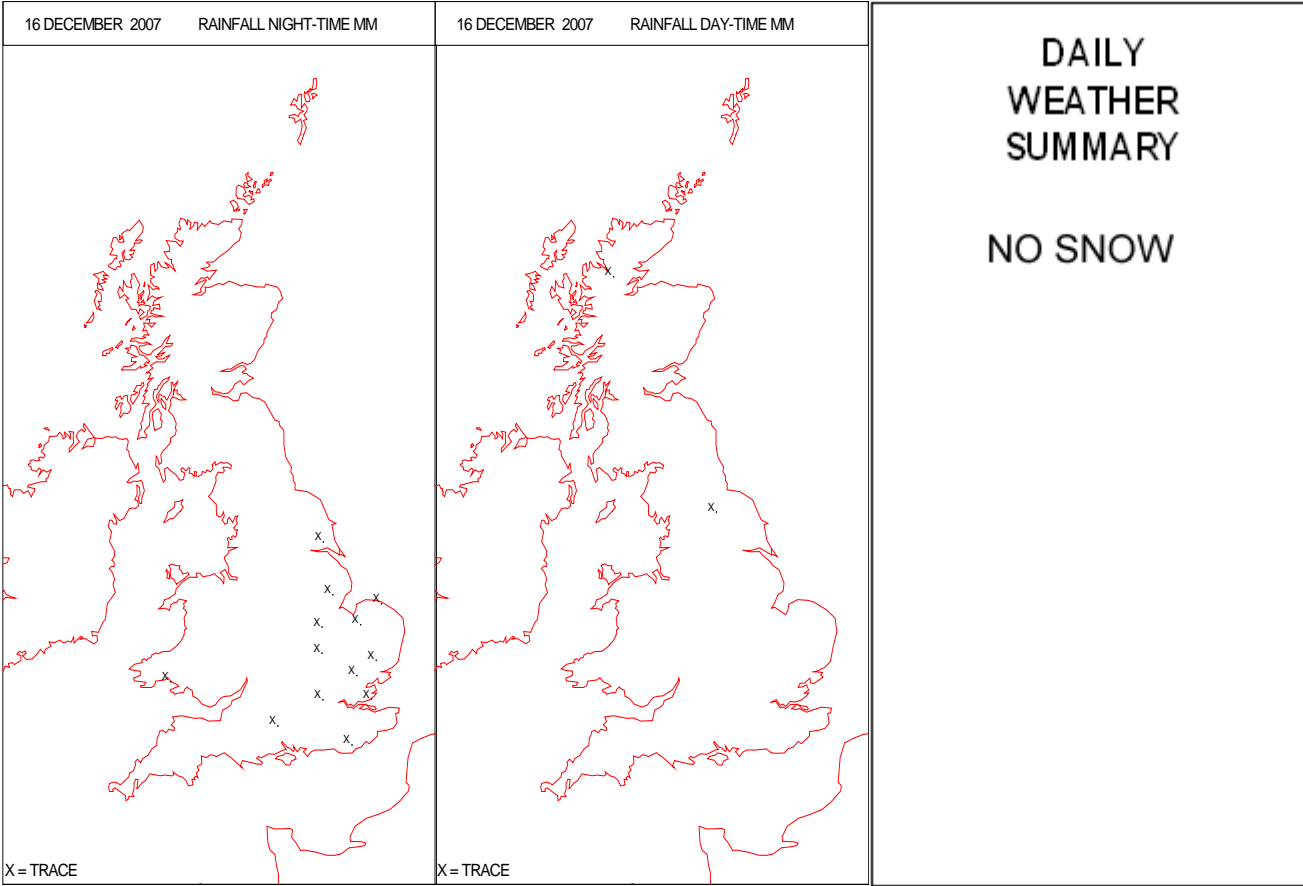 16 DECEMBER 2007 RAINFALL NIGHT-TIME MM
X.
X.
X.
X.
X.
X.
X.
X.
X.
X.
X.
X.
X.
X = TRACE
16 DECEMBER 2007 RAINFALL DAY-TIME MM
X.
X.
X = TRACE
DAILY
WEATHER
SUMMARY
NO SNOW